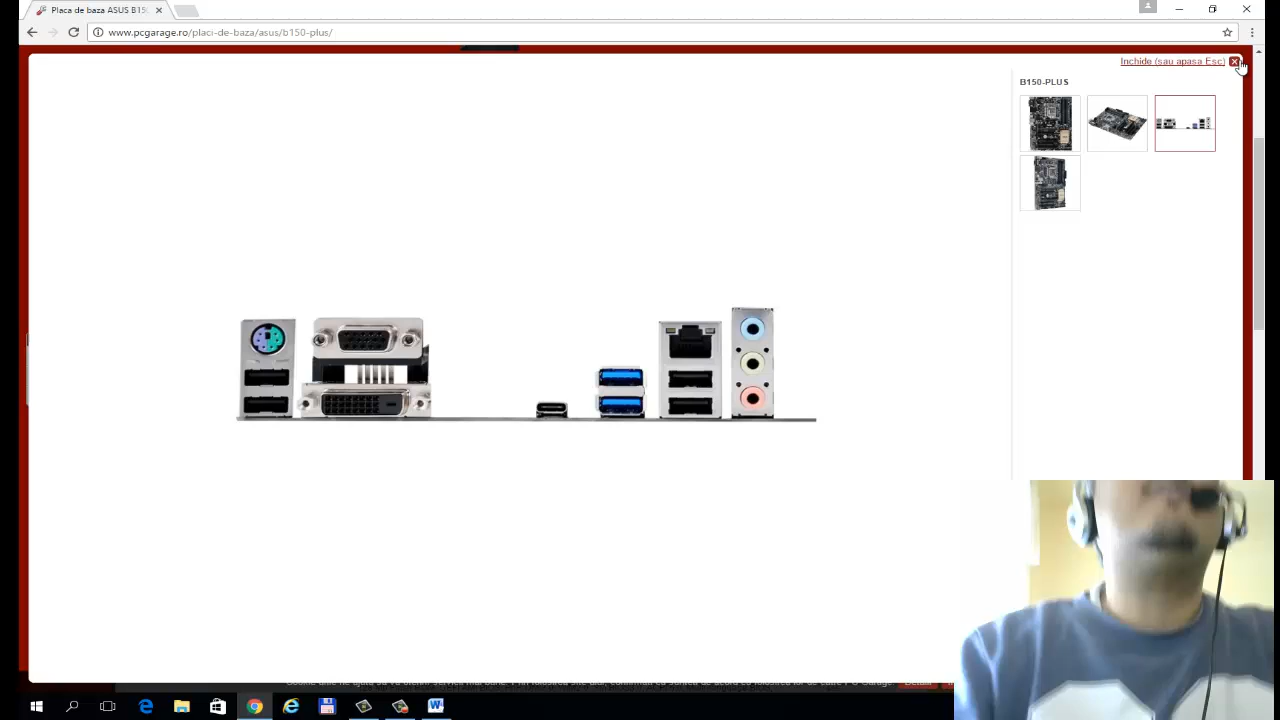 Placa de baza ASUS B150
www.pcgarage.ro/placi-de-baza/asus/b150-plus/
Inchide (sau apasa Esc)
B150-PLUS